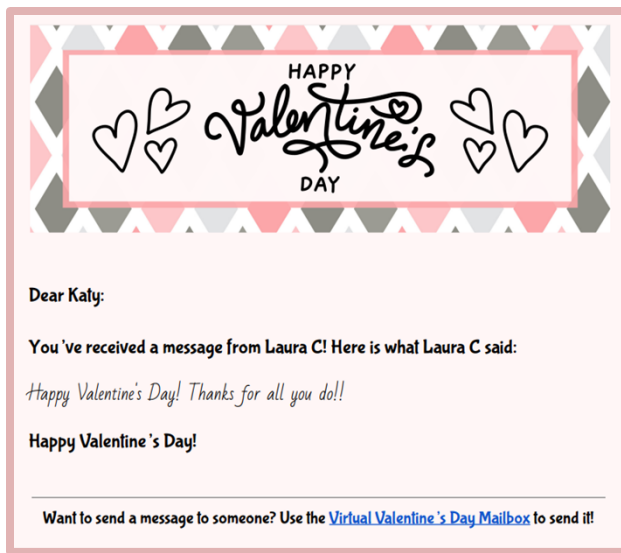 HAPPY
Valentine's
DAY
Dear Katy:
You've received a message from Laura C! Here is what Laura C said:
Happy Valentine's Day! Thanks for all you do!!
Happy Valentine's Day!
Want to send a message to someone? Use the Virtual Valentine's Day Mailbox to send it!